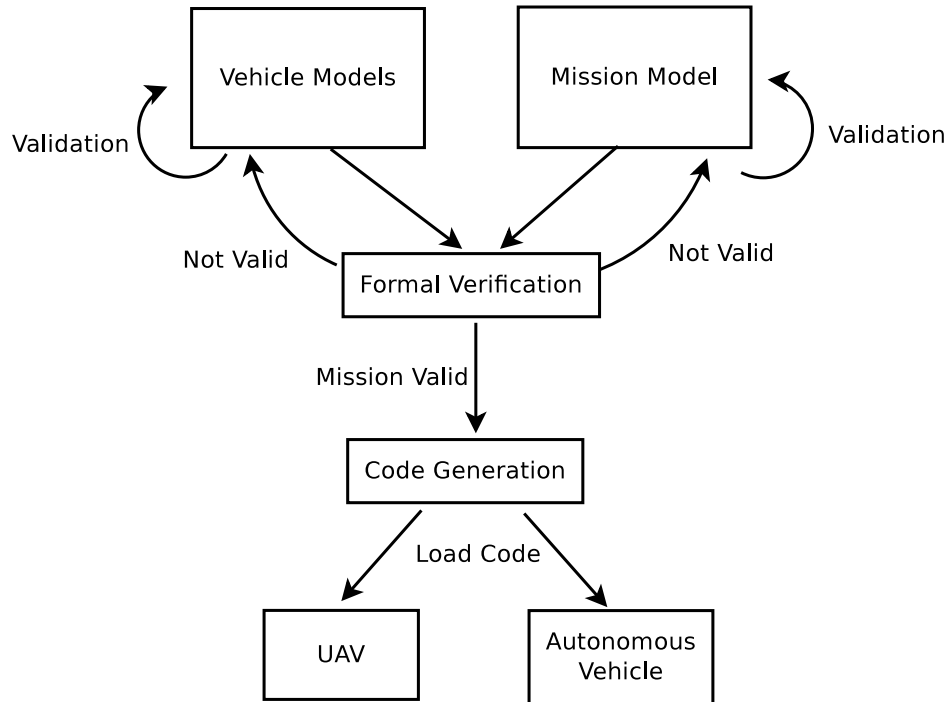 Vehicle Models
Mission Model
Validation
Validation
Not Valid
Not Valid
Formal Verification
Mission Valid
Code Generation
Load Code
UAV
Autonomous
Vehicle